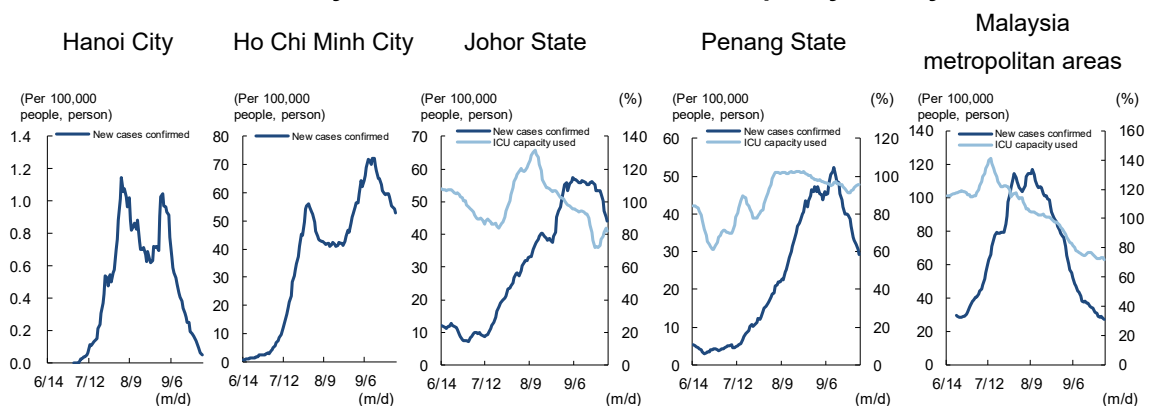 Hanoi City
Ho Chi Minh City
Johor State
Penang State
Malaysia
metropolitan areas
(Per 100,000
people, person)
New cases confirmed
1.4
1.2
1.0
0.8
0.6
0.4
0.2
0.0
6/14 7/12 8/9 9/6
(m/d)
(Per 100,000
people, person)
New cases confirmed
80
70
60
50
40
30
20
10
0
6/14 7/12 8/9 9/6
(m/d)
(Per 100,000
people, person)
(%)
New cases confirmed
ICU capacity used
70
60
50
40
30
20
10
0
140
120
100
80
60
40
20
0
6/14 7/12 8/9 9/6
(m/d)
(Per 100,000
people, person)
(%)
New cases confirmed
ICU capacity used
60
50
40
30
20
10
0
120
100
80
60
40
20
0
6/14 7/12 8/9 9/6
(m/d)
(Per 100,000
people, person)
(%)
New cases confirmed
ICU capacity used
140
120
100
80
60
40
20
0
160
140
120
100
80
60
40
20
0
6/14 7/12 8/9 9/6
(m/d)